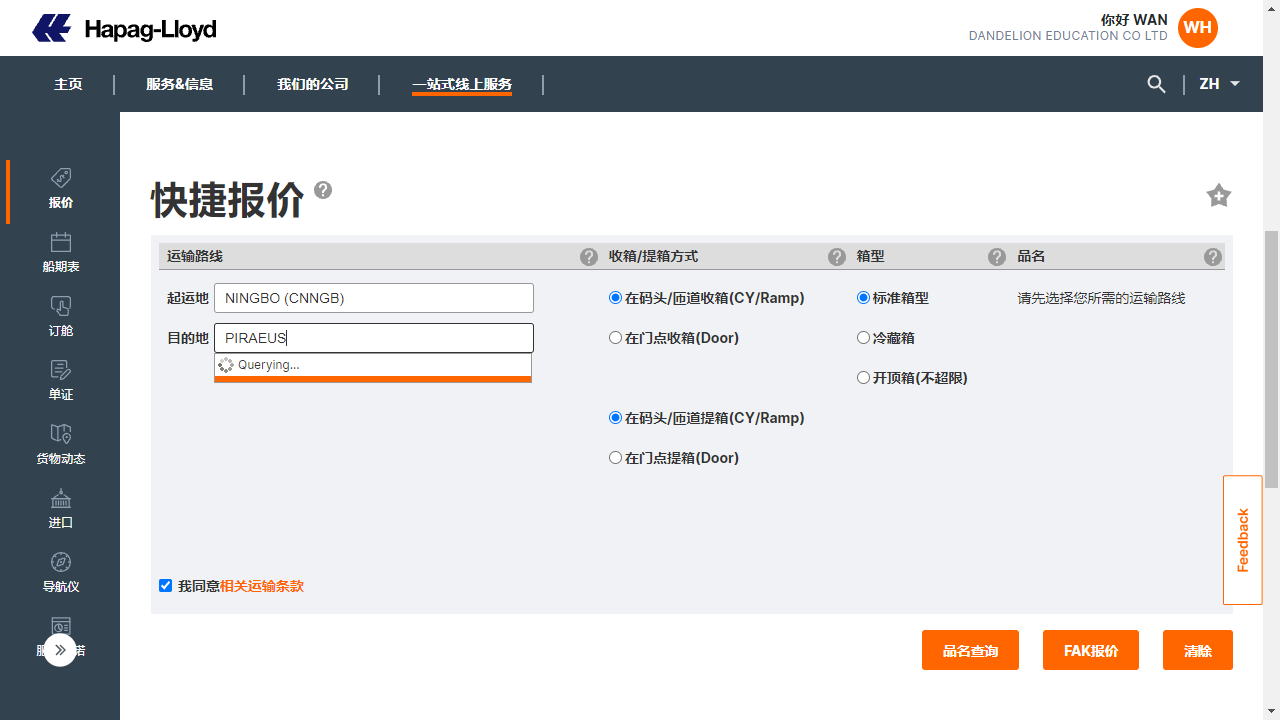 Hapag-Lloyd
你好 WAN
DANDELION EDUCATION CO LTD
WH
主页
服务&信息
我们的公司
一站式线上服务
ZH
报价
船期表
订舱
单证
货物动态
进口
导航仪
快捷报价
运输路线
收箱/提箱方式
箱型
品名
起运地
NINGBO (CNNGB)
在码头/匝道收箱(CY/Ramp)
标准箱型
请先选择您所需的运输路线
目的地
PIRAEUS
在门点收箱(Door)
冷藏箱
Querying...
开顶箱(不超限)
在码头/匝道提箱(CY/Ramp)
在门点提箱(Door)
我同意相关运输条款
Feedback
品名查询
FAK报价
清除